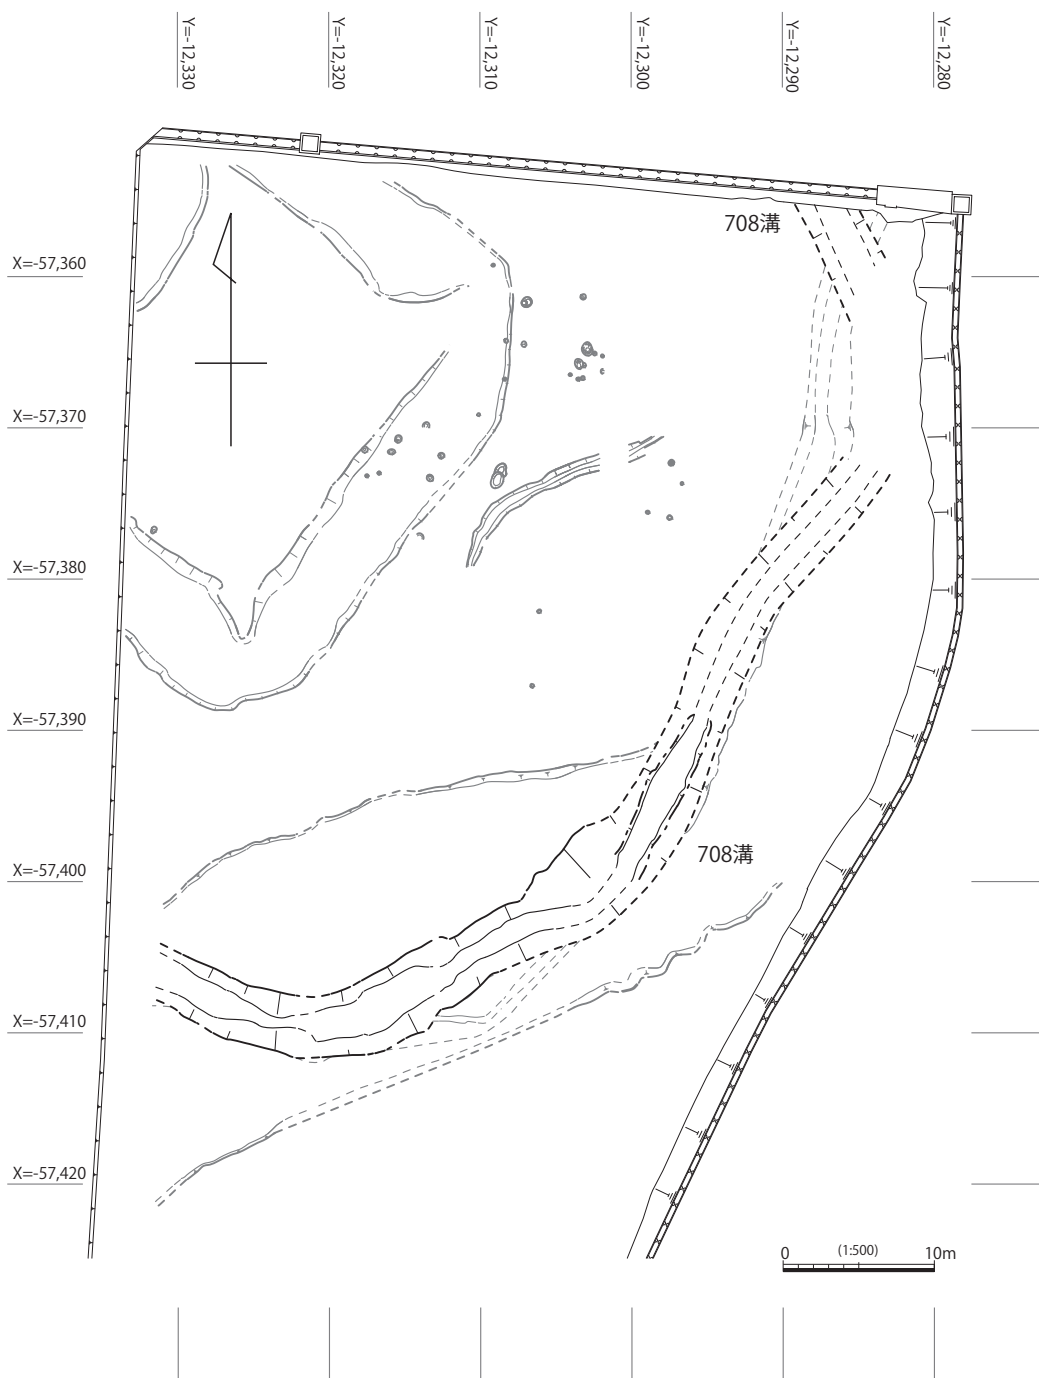 Y=-12,330
Y=-12,320
Y=-12,310
Y=-12,300
Y=-12,290
Y=-12,280
708溝
X=-57,360
X=-57,370
X=-57,380
X=-57,390
708溝
X=-57,400
X=-57,410
X=-57,420
0 (1:500) 10m